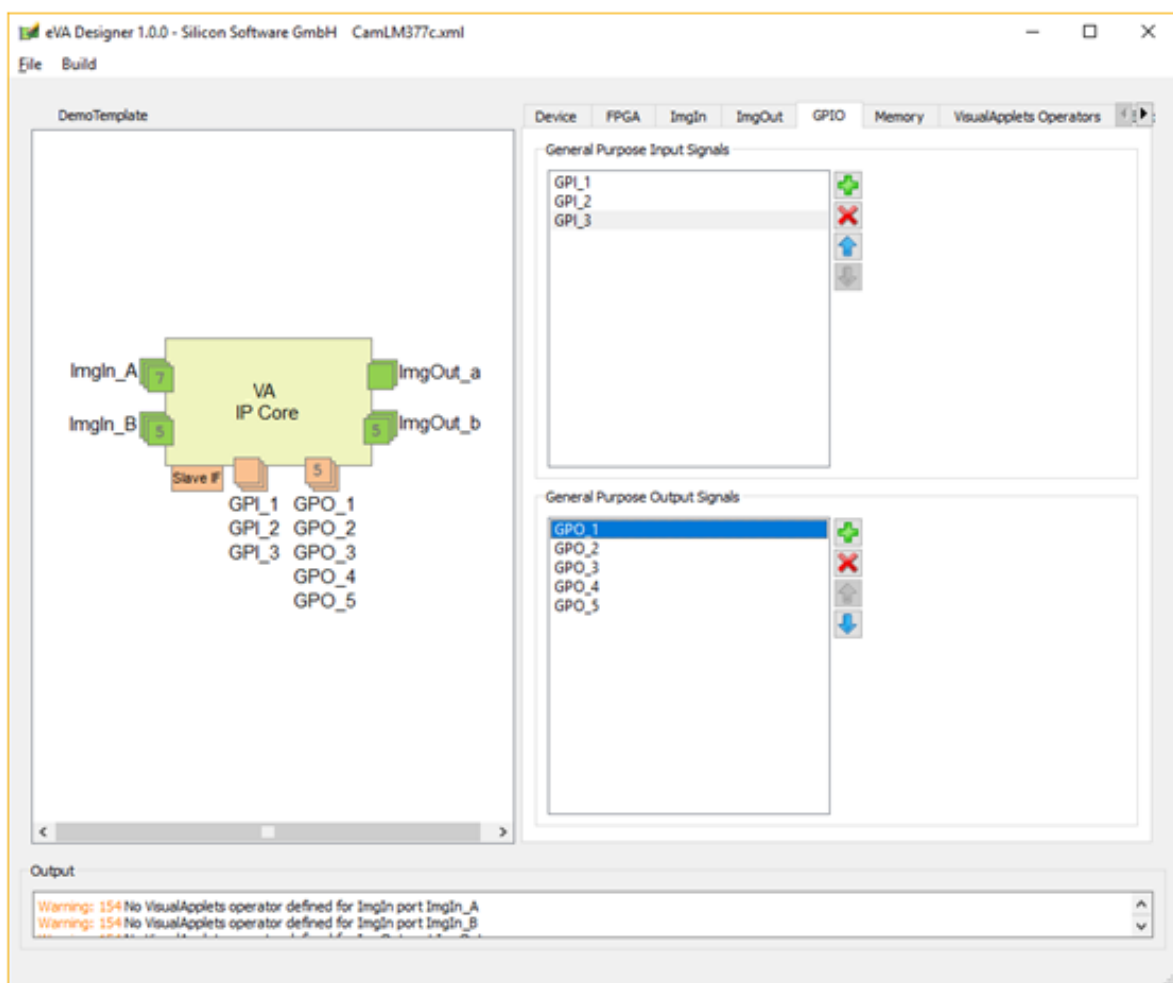 eVA Designer 1.0.0 - Silicon Software GmbH CamLM377c.xml
File Build
DemoTemplate
Device FPGA ImgIn ImgOut GPIO Memory VisualApplets Operators
General Purpose Input Signals
GPI_1
GPI_2
GPI_3
ImgIn_A 7
ImgOut_a
VA
IP Core
ImgIn_B 5
5 ImgOut_b
Slave IF
5
GPI_1 GPO_1
GPI_2 GPO_2
GPI_3 GPO_3
GPO_4
GPO_5
General Purpose Output Signals
GPO_1
GPO_2
GPO_3
GPO_4
GPO_5
Output
Warning: 154 No VisualApplets operator defined for ImgIn port ImgIn_A
Warning: 154 No VisualApplets operator defined for ImgIn port ImgIn_B